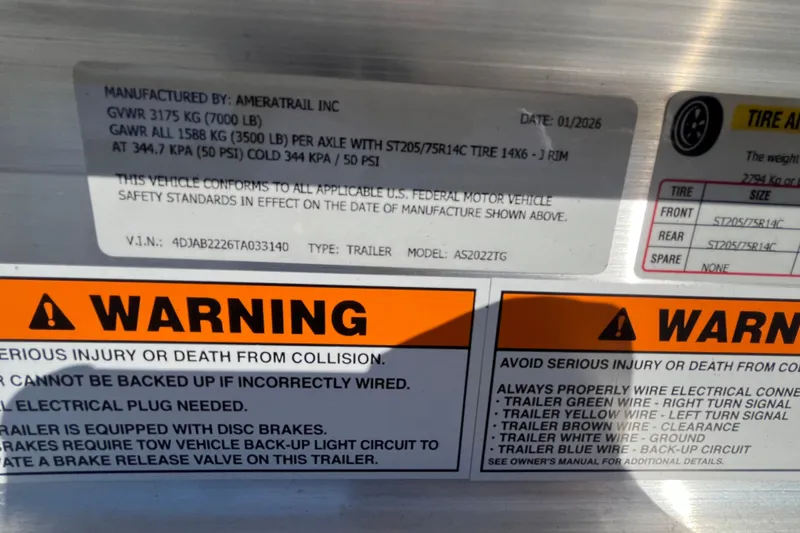 MANUFACTURED BY: AMERATRAIL INC
DATE: 01/2026
GVWR 3175 KG (7000 LB)
GAWR ALL 1588 KG (3500 LB) PER AXLE WITH ST205/75R14C TIRE 14X6 - J RIM
AT 344.7 KPA (50 PSI) COLD 344 KPA / 50 PSI
THIS VEHICLE CONFORMS TO ALL APPLICABLE U.S. FEDERAL MOTOR VEHICLE
SAFETY STANDARDS IN EFFECT ON THE DATE OF MANUFACTURE SHOWN ABOVE.
V.I.N.: 4DJAB2226TA033140 TYPE: TRAILER MODEL: AS2022TG
TIRE
The weight
2794 Kg or
TIRE SIZE
FRONT ST205/75R14C
REAR ST205/75R14C
SPARE NONE
WARNING
SERIOUS INJURY OR DEATH FROM COLLISION.
CANNOT BE BACKED UP IF INCORRECTLY WIRED.
ELECTRICAL PLUG NEEDED.
TRAILER IS EQUIPPED WITH DISC BRAKES.
BRAKES REQUIRE TOW VEHICLE BACK-UP LIGHT CIRCUIT TO
A BRAKE RELEASE VALVE ON THIS TRAILER.
WARN
AVOID SERIOUS INJURY OR DEATH FROM COL
ALWAYS PROPERLY WIRE ELECTRICAL CONNE
· TRAILER GREEN WIRE - RIGHT TURN SIGNAL
· TRAILER YELLOW WIRE - LEFT TURN SIGNAL
· TRAILER BROWN WIRE - CLEARANCE
· TRAILER WHITE WIRE - GROUND
· TRAILER BLUE WIRE - BACK-UP CIRCUIT
SEE OWNER'S MANUAL FOR ADDITIONAL DETAILS.